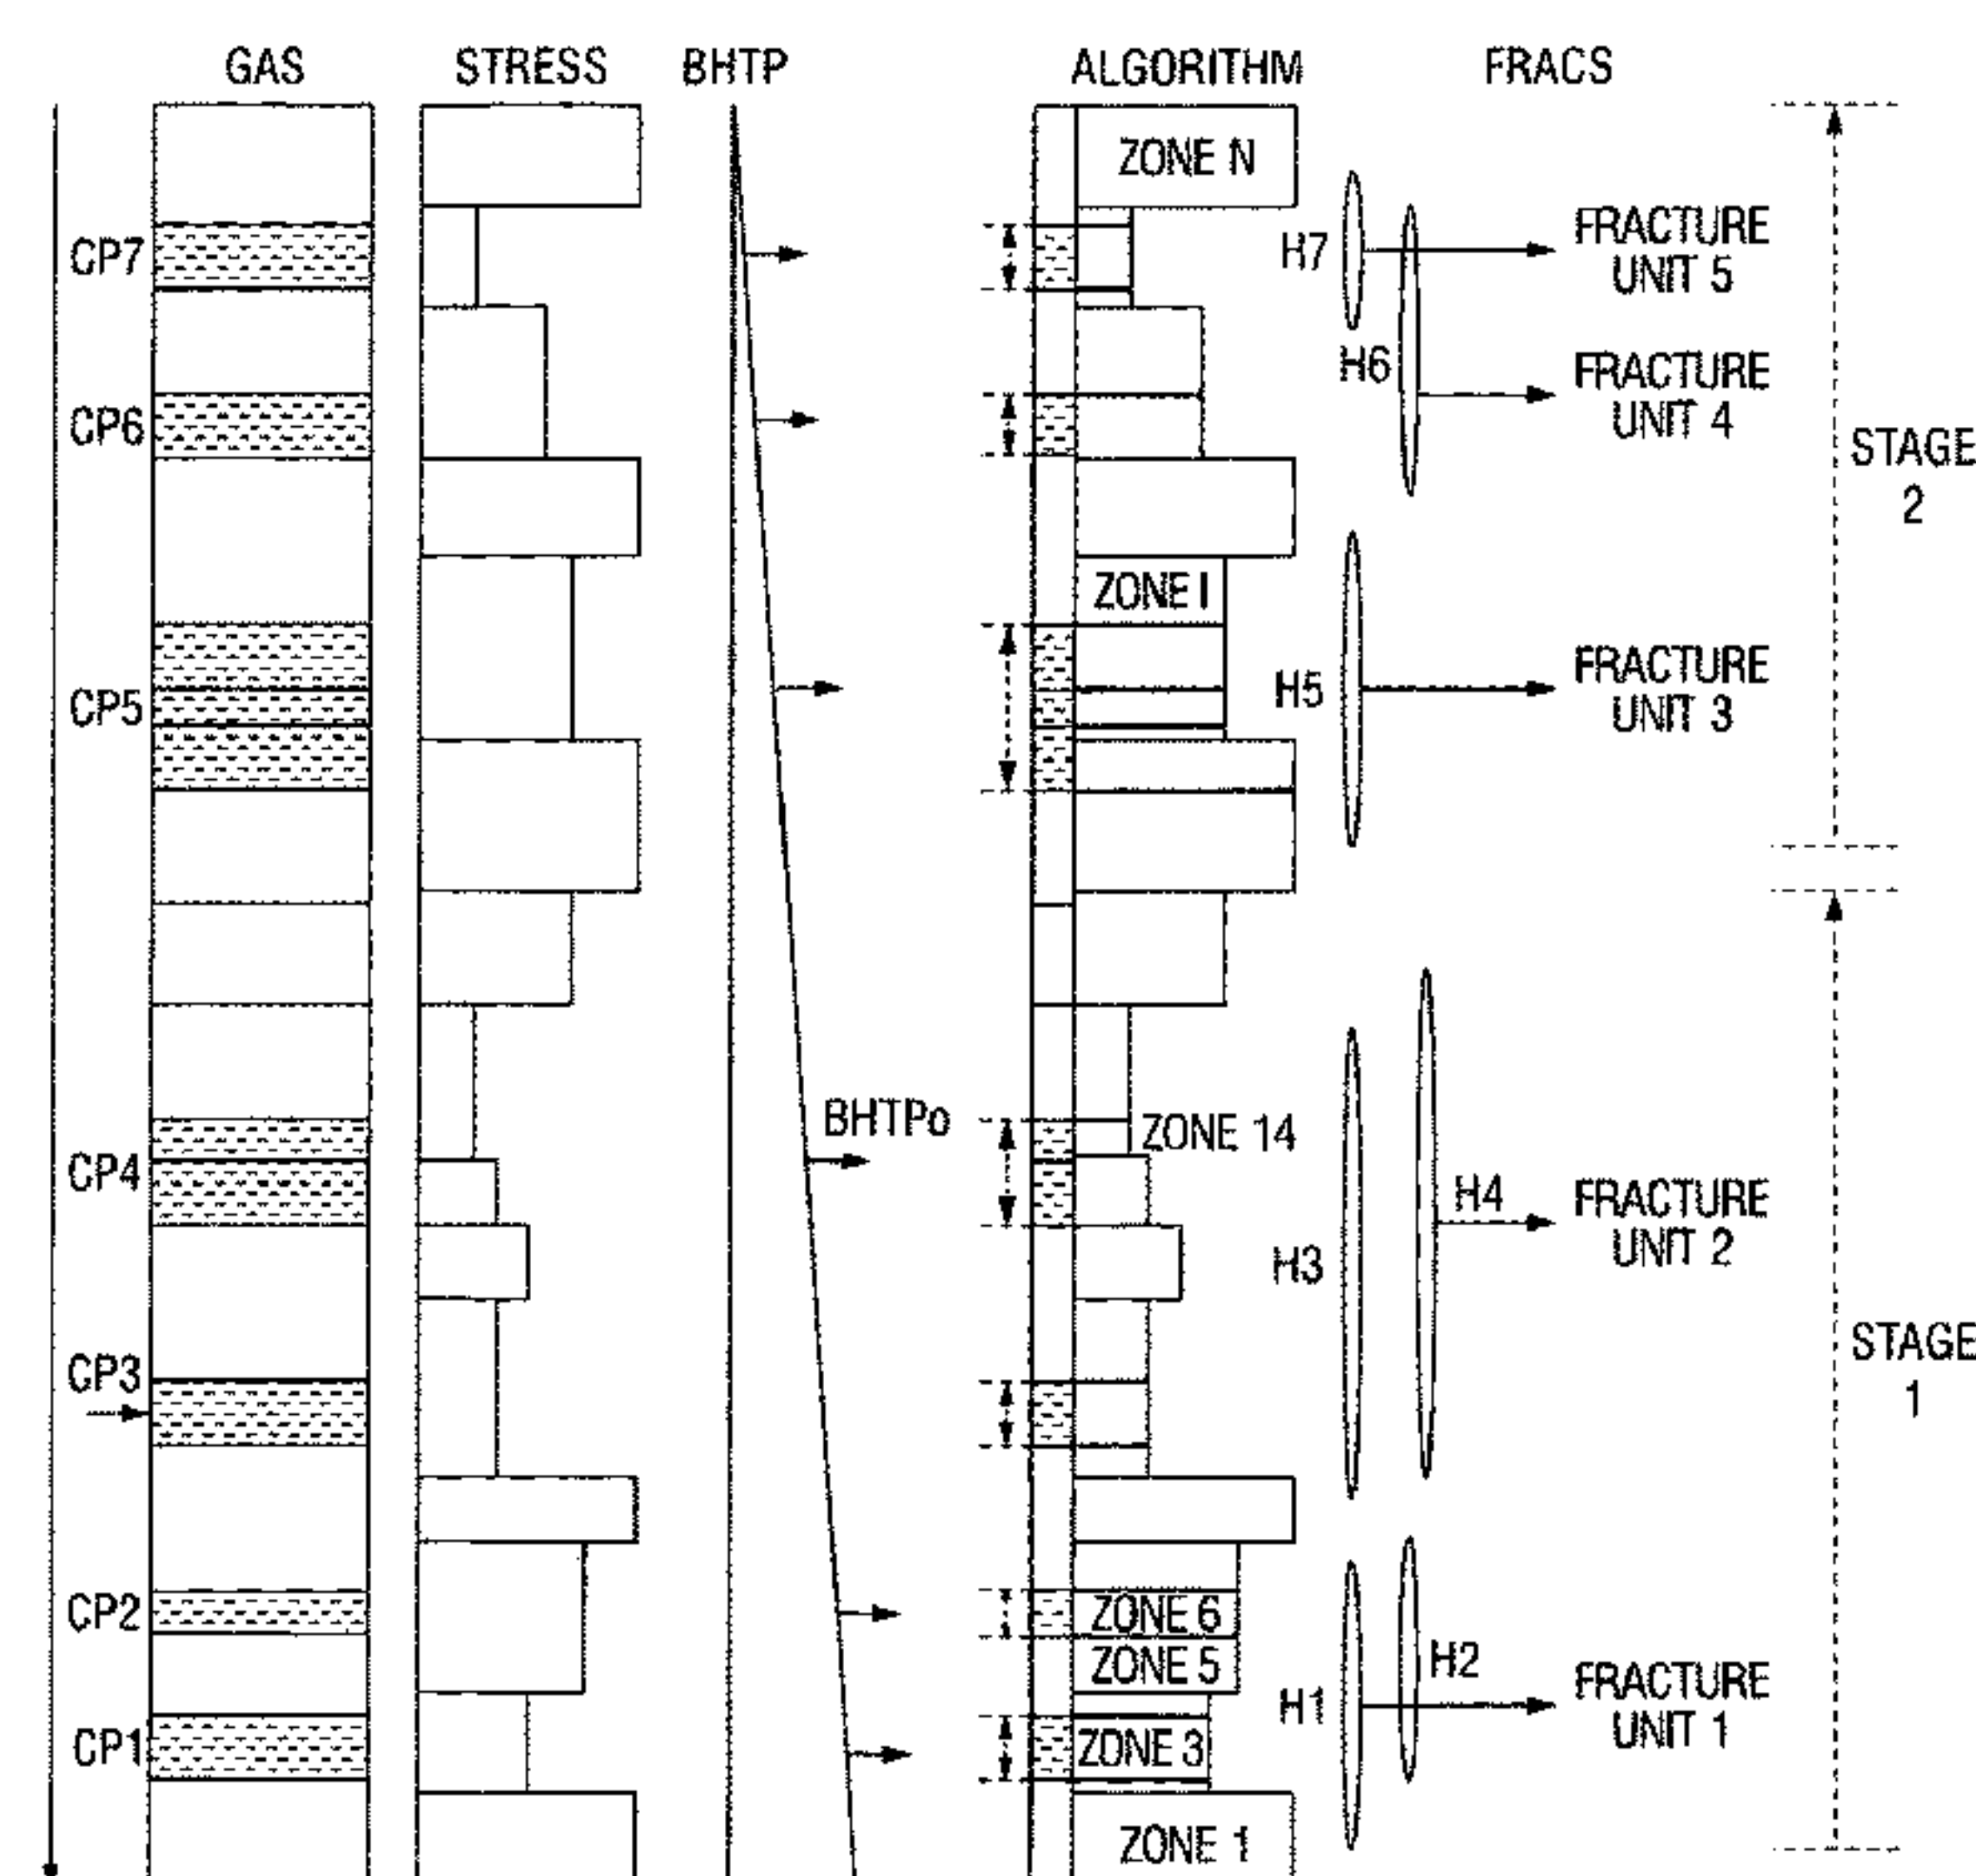 GAS
STRESS
BHTP
ALGORITHM
FRACS
ZONE N
CP7
H7
FRACTURE
UNIT 5
H6
FRACTURE
UNIT 4
CP6
STAGE
2
ZONE I
CP5
H5
FRACTURE
UNIT 3
BHTPo
ZONE 14
CP4
H4
FRACTURE
UNIT 2
H3
CP3
STAGE
1
CP2
ZONE 6
ZONE 5
H2
H1
FRACTURE
UNIT 1
CP1
ZONE 3
ZONE 1